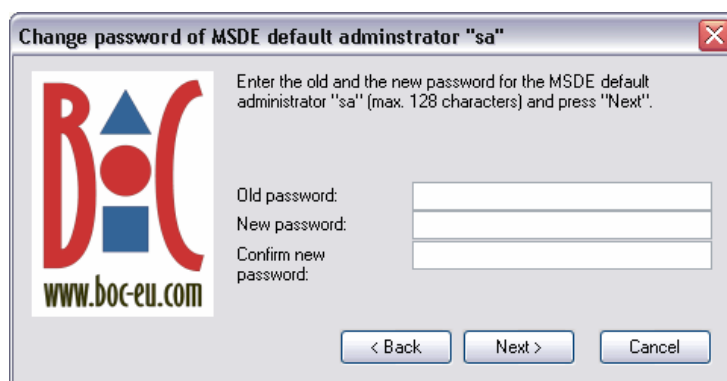 Change password of MSDE default adminstrator "sa"
Enter the old and the new password for the MSDE default
administrator "sa" (max. 128 characters) and press "Next".
Old password:
New password:
Confirm new
password:
BOC
www.boc-eu.com
< Back
Next >
Cancel